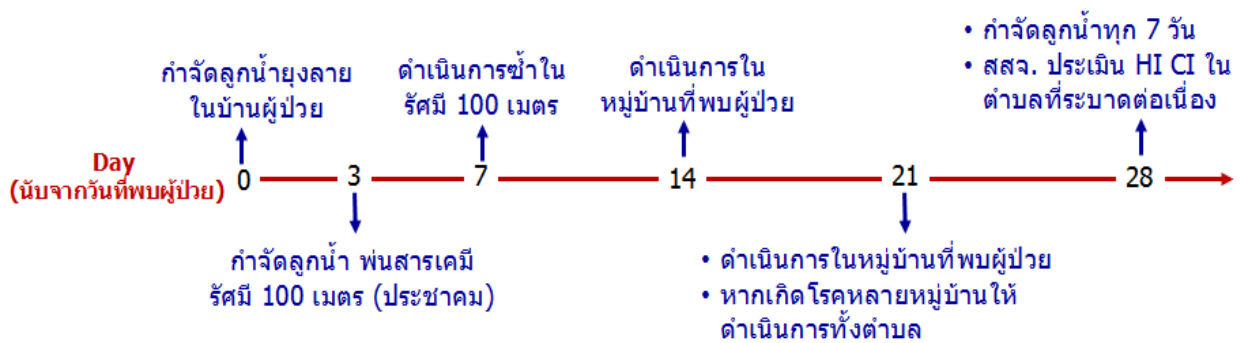 กำจัดลูกน้ำยุงลาย
ในบ้านผู้ป่วย
ดำเนินการซ้ำใน
รัศมี 100 เมตร
ดำเนินการใน
หมู่บ้านที่พบผู้ป่วย
• กำจัดลูกน้ำทุก 7 วัน
• สสจ. ประเมิน HI CI ใน
ตำบลที่ระบาดต่อเนื่อง
Day
(นับจากวันที่พบผู้ป่วย)
0 3 7 14 21 28
กำจัดลูกน้ำ พ่นสารเคมี
รัศมี 100 เมตร (ประชาคม)
• ดำเนินการในหมู่บ้านที่พบผู้ป่วย
• หากเกิดโรคหลายหมู่บ้านให้
ดำเนินการทั้งตำบล